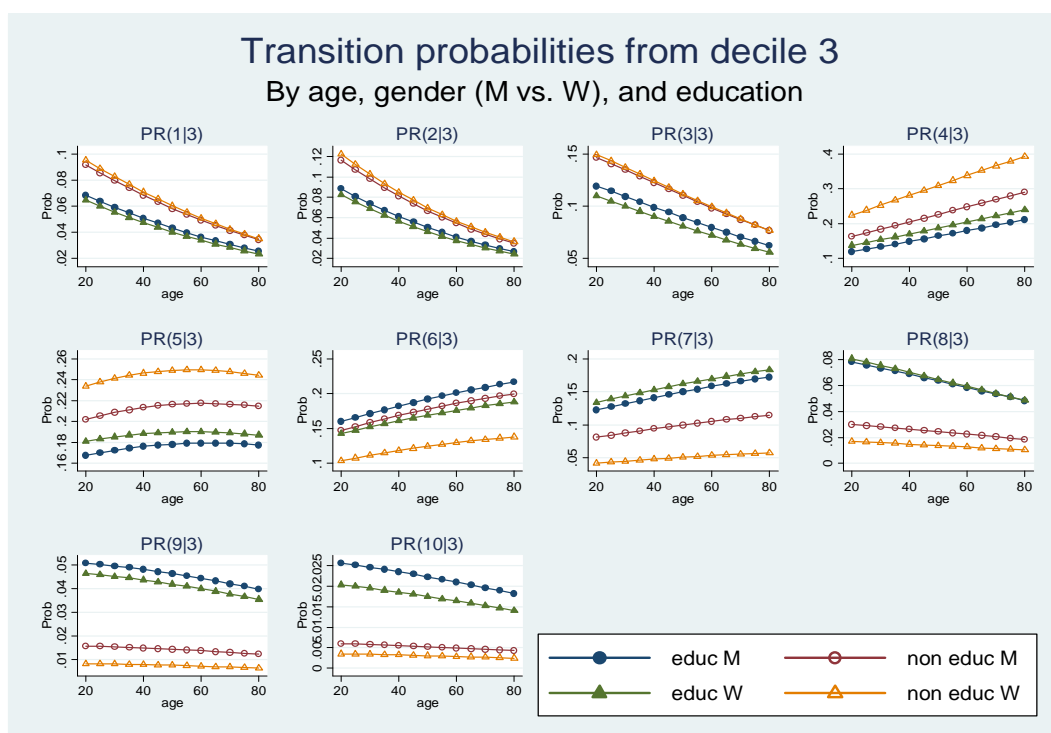 Transition probabilities from decile 3
By age, gender (M vs. W), and education
PR(1|3)
Prob
.02 .04 .06 .08 .1
20 40 60 80
age
PR(2|3)
Prob
.02 .04 .06 .08 .1 .12
20 40 60 80
age
PR(3|3)
Prob
.05 .1 .15
20 40 60 80
age
PR(4|3)
Prob
.1 .2 .3 .4
20 40 60 80
age
PR(5|3)
Prob
.16 .18 .2 .22 .24 .26
20 40 60 80
age
PR(6|3)
Prob
.1 .15 .2 .25
20 40 60 80
age
PR(7|3)
Prob
.05 .1 .15 .2
20 40 60 80
age
PR(8|3)
Prob
0 .02 .04 .06 .08
20 40 60 80
age
PR(9|3)
Prob
.01 .02 .03 .04 .05
20 40 60 80
age
PR(10|3)
Prob
0 .005 .01 .015 .02 .025
20 40 60 80
age
educ M non educ M
educ W non educ W